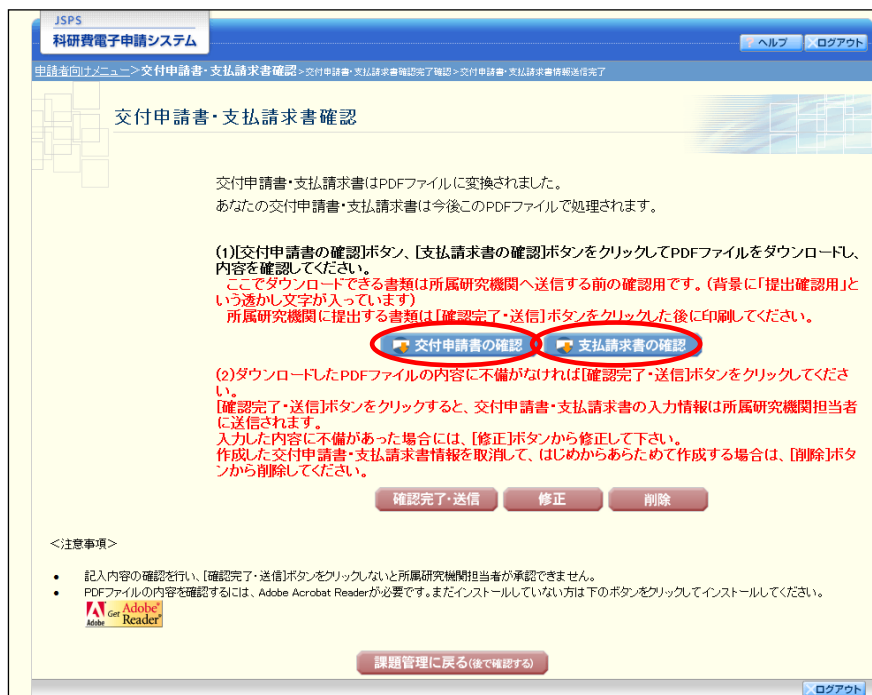 JSPS
科研費電子申請システム
? ヘルプ ×ログアウト
申請者向けメニュー>交付申請書・支払請求書確認>交付申請書・支払請求書確認完了確認>交付申請書・支払請求書情報送信完了
交付申請書・支払請求書確認
交付申請書・支払請求書はPDFファイルに変換されました。
あなたの交付申請書・支払請求書は今後このPDFファイルで処理されます。
(1)[交付申請書の確認]ボタン、[支払請求書の確認]ボタンをクリックしてPDFファイルをダウンロードし、
内容を確認してください。
ここでダウンロードできる書類は所属研究機関へ送信する前の確認用です。(背景に「提出確認用」と
いう透かし文字が入っています)
所属研究機関に提出する書類は[確認完了・送信]ボタンをクリックした後に印刷してください。
交付申請書の確認 支払請求書の確認
(2)ダウンロードしたPDFファイルの内容に不備がなければ[確認完了・送信]ボタンをクリックしてくださ
い。
[確認完了・送信]ボタンをクリックすると、交付申請書・支払請求書の入力情報は所属研究機関担当者
に送信されます。
入力した内容に不備があった場合には、[修正]ボタンから修正して下さい。
作成した交付申請書・支払請求書情報を取消して、はじめからあらためて作成する場合は、[削除]ボタ
ンから削除してください。
確認完了・送信 修正 削除
<注意事項>
• 記入内容の確認を行い、[確認完了・送信]ボタンをクリックしないと所属研究機関担当者が承認できません。
• PDFファイルの内容を確認するには、Adobe Acrobat Readerが必要です。まだインストールしていない方は下のボタンをクリックしてインストールしてください。
Adobe Get Adobe® Reader®
課題管理に戻る(後で確認する)
×ログアウト